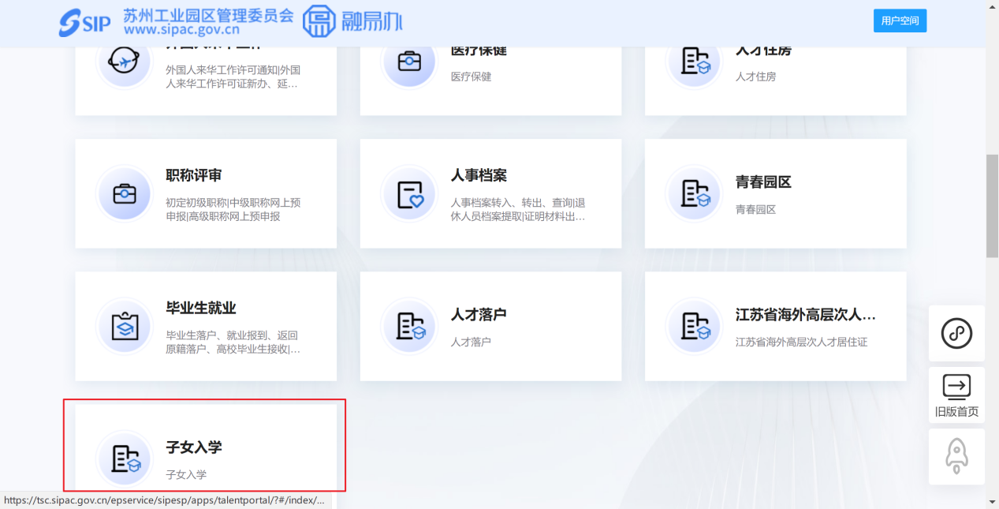 SIP
苏州工业园区管理委员会
www.sipac.gov.cn
融易办
用户空间
外国人来华工作
外国人来华工作许可通知|外国
人来华工作许可证新办、延...
医疗保健
医疗保健
人才住房
人才住房
职称评审
初定初级职称|中级职称网上预
申报|高级职称网上预申报
人事档案
人事档案转入、转出、查询|退
休人员档案提取|证明材料出...
青春园区
青春园区
毕业生就业
毕业生落户、就业报到、返回
原籍落户、高校毕业生接收|...
人才落户
人才落户
江苏省海外高层次人...
江苏省海外高层次人才居住证
旧版首页
子女入学
子女入学
https://tsc.sipac.gov.cn/epservice/sipesp/apps/talentportal/?#/index/...